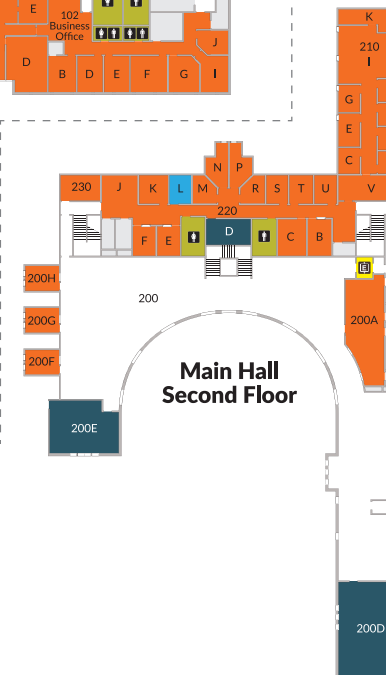 E
102
Business
Office
J
D
B
D
E
F
G
I
K
210
I
G
E
C
N
P
230
J
K
L
M
R
S
T
U
V
220
F
E
D
C
B
200H
200
200G
200A
200F
Main Hall
Second Floor
200E
200D